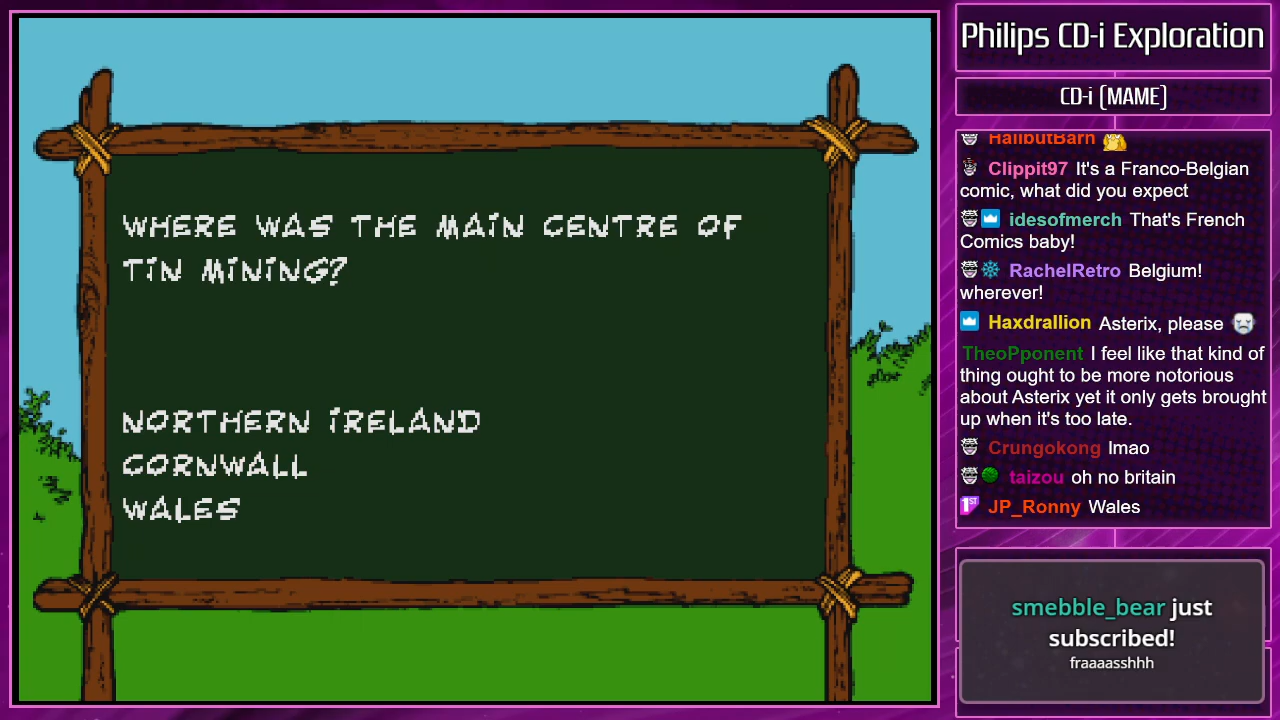 WHERE WAS THE MAIN CENTRE OF
TIN MINING?
NORTHERN IRELAND
CORNWALL
WALES
Philips CD-i Exploration
CD-i [MAME]
HalibutBarn
Clippit97 It's a Franco-Belgian
comic, what did you expect
idesofmerch That's French
Comics baby!
RachelRetro Belgium!
wherever!
Haxdrallion Asterix, please
TheoPponent I feel like that kind of
thing ought to be more notorious
about Asterix yet it only gets brought
up when it's too late.
Crungokong lmao
taizou oh no britain
1ST JP_Ronny Wales
smebble_bear just
subscribed!
fraaaasshhh